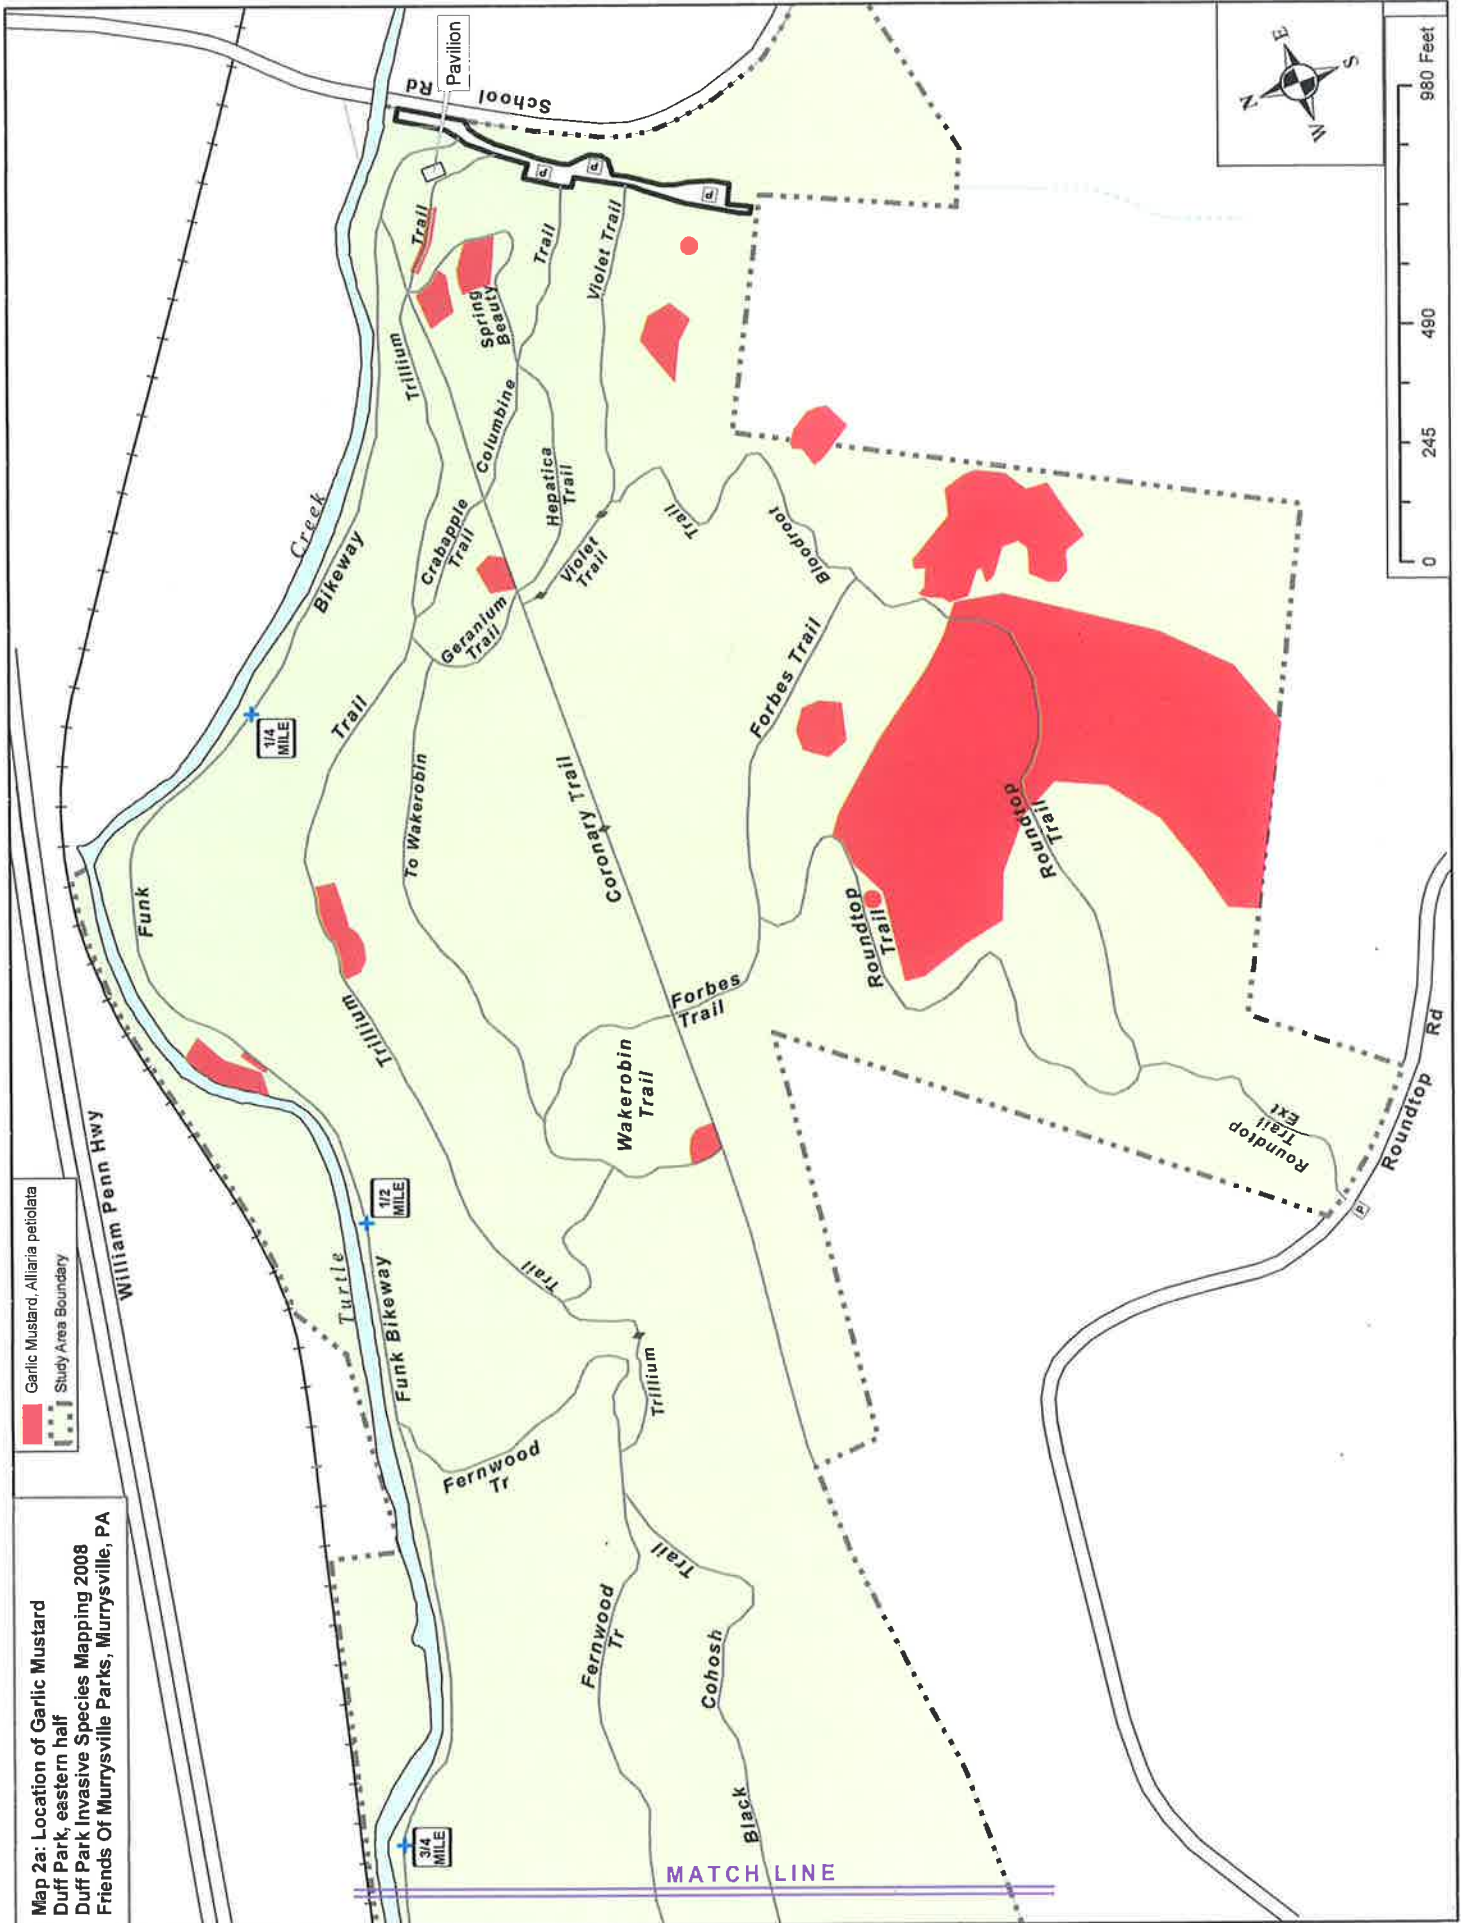 Map 2a: Location of Garlic Mustard
Duff Park, eastern half
Duff Park Invasive Species Mapping 2008
Friends Of Murrysville Parks, Murrysville, PA
Garlic Mustard, Alliaria petiolata
Study Area Boundary
William Penn Hwy
Turtle
Creek
Funk
Bikeway
Funk Bikeway
1/4
MILE
1/2
MILE
3/4
MILE
School
Rd
Pavilion
P
P
P
Trail
Trillium
Spring
Beauty
Trail
Columbine
Violet Trail
Hepatica
Trail
Crabapple
Trail
Geranium
Trail
Violet
Trail
Trail
Bloodroot
Trail
To Wakerobin
Coronary Trail
Forbes Trail
Trillium
Forbes
Trail
Wakerobin
Trail
Roundtop
Trail
Roundtop
Trail
Roundtop
Trail
Ext
P
Roundtop
Rd
Trail
Trillium
Fernwood
Tr
Fernwood
Tr
Trail
Cohosh
Black
MATCH LINE
N
E
S
W
0
245
490
980 Feet